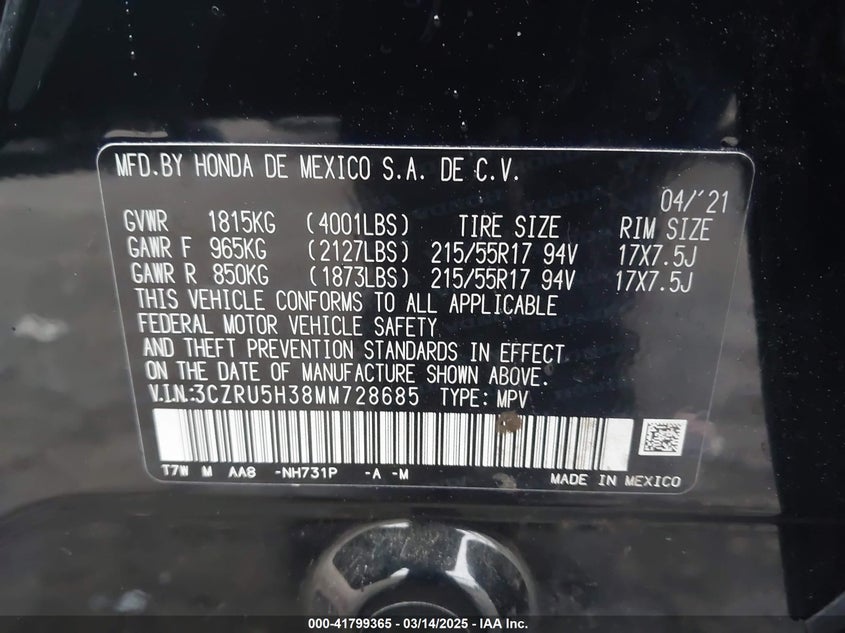 MFD.BY HONDA DE MEXICO S.A. DE C.V.
04/'21
GVWR 1815KG (4001LBS) TIRE SIZE RIM SIZE
GAWR F 965KG (2127LBS) 215/55R17 94V 17X7.5J
GAWR R 850KG (1873LBS) 215/55R17 94V 17X7.5J
THIS VEHICLE CONFORMS TO ALL APPLICABLE
FEDERAL MOTOR VEHICLE SAFETY
AND THEFT PREVENTION STANDARDS IN EFFECT
ON THE DATE OF MANUFACTURE SHOWN ABOVE.
V.I.N.:3CZRU5H38MM728685 TYPE: MPV
T7W M AA8 -NH731P -A -M
MADE IN MEXICO
000-41799365 - 03/14/2025 - IAA Inc.